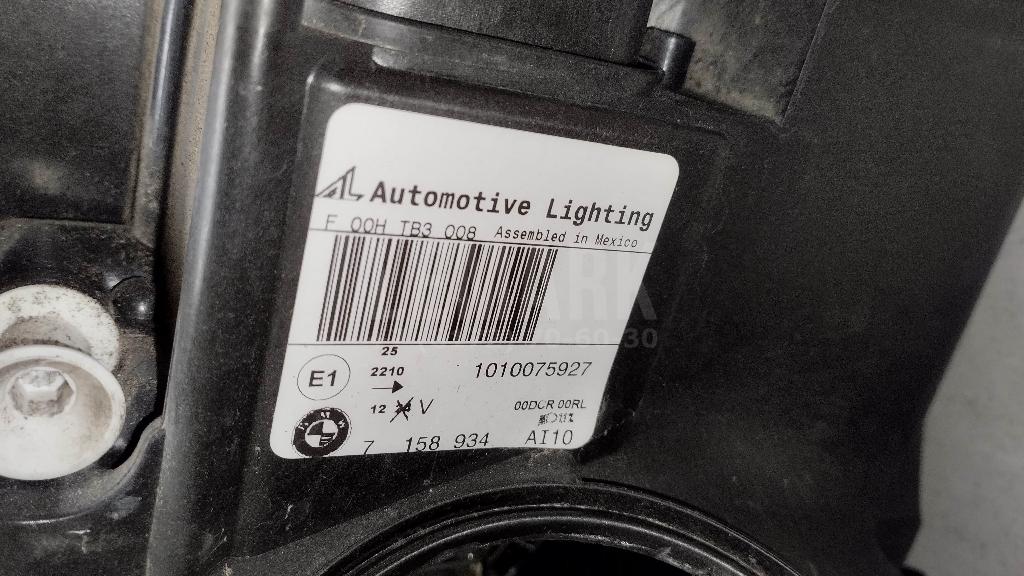 AL Automotive Lighting
F 00H TB3 008 Assembled in Mexico
25
E1 2210 1010075927
12 V 00DCR 00RL
7 158 934 AI10